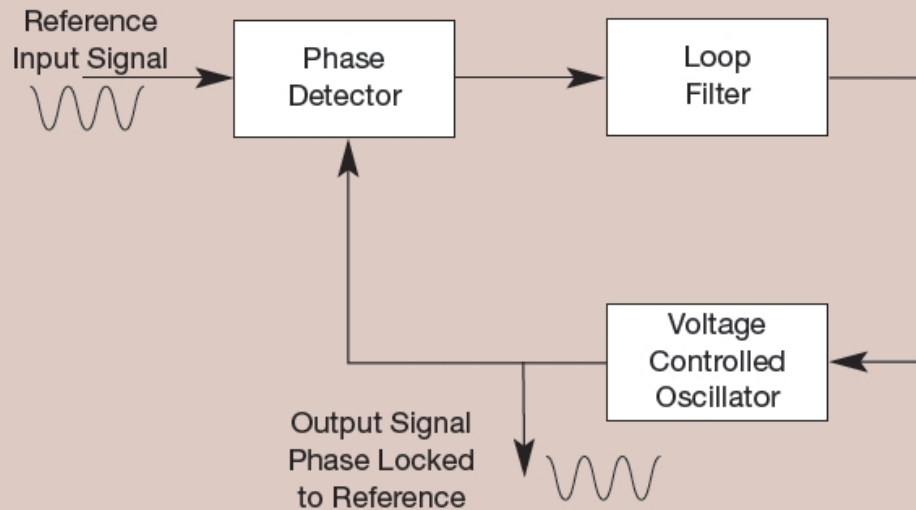 Reference
Input Signal
Phase
Detector
Loop
Filter
Voltage
Controlled
Oscillator
Output Signal
Phase Locked
to Reference